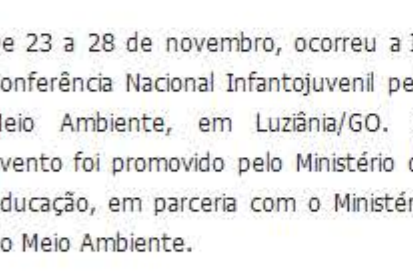 e 23 a 28 de novembro, ocorreu a I
onferência Nacional Infantojuvenil pe
Meio Ambiente, em Luziânia/GO.
vento foi promovido pelo Ministério
ducação, em parceria com o Ministér
o Meio Ambiente.